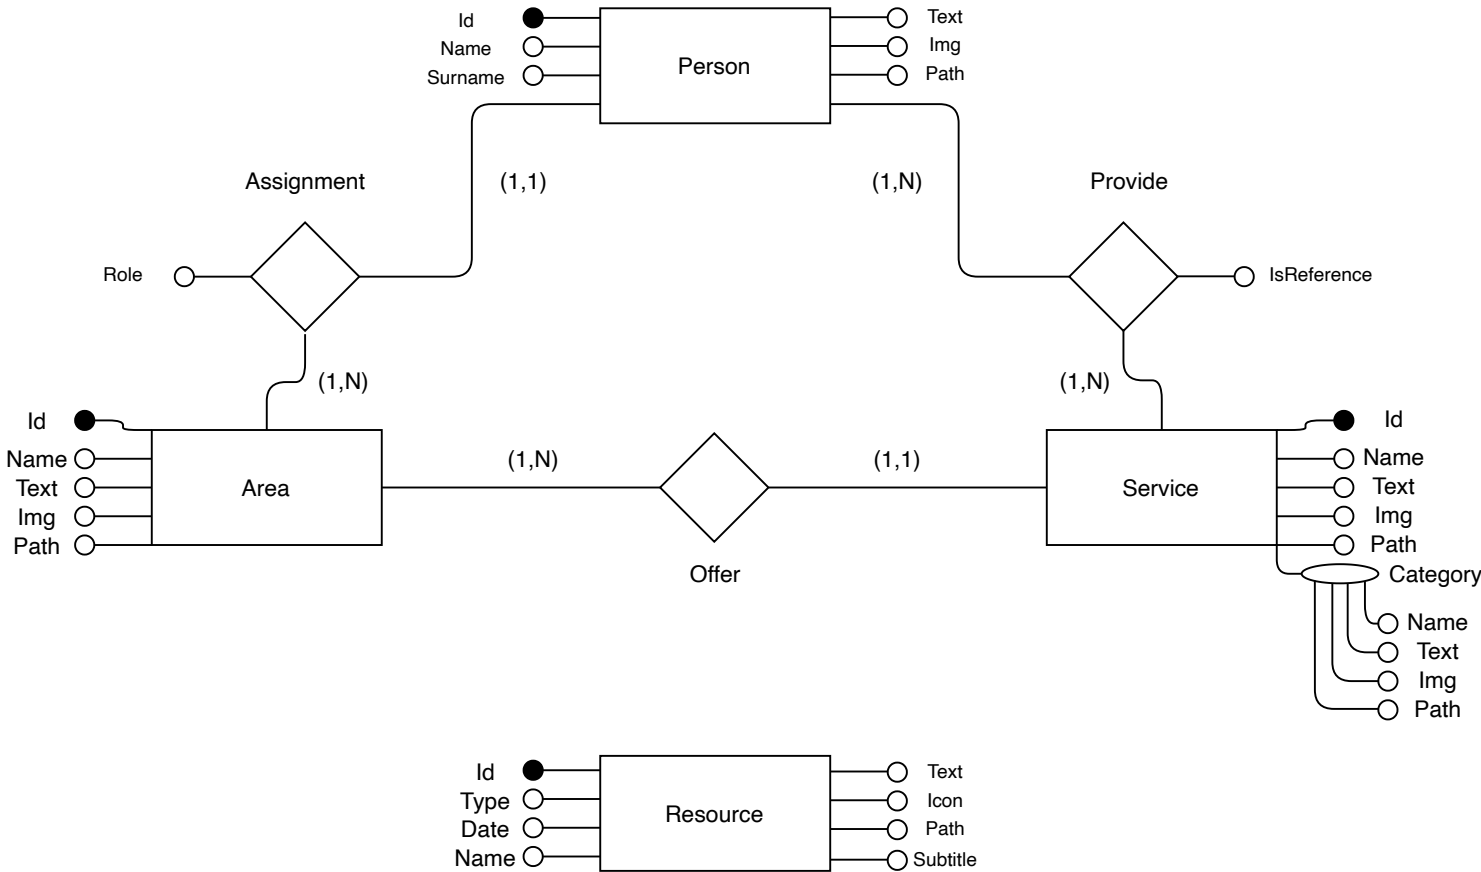 Id
Name
Surname
Person
Text
Img
Path
Assignment
(1,1)
(1,N)
Provide
Role
IsReference
(1,N)
(1,N)
Id
Name
Text
Img
Path
Area
(1,N)
Offer
(1,1)
Service
Id
Name
Text
Img
Path
Category
Name
Text
Img
Path
Id
Type
Date
Name
Resource
Text
Icon
Path
Subtitle